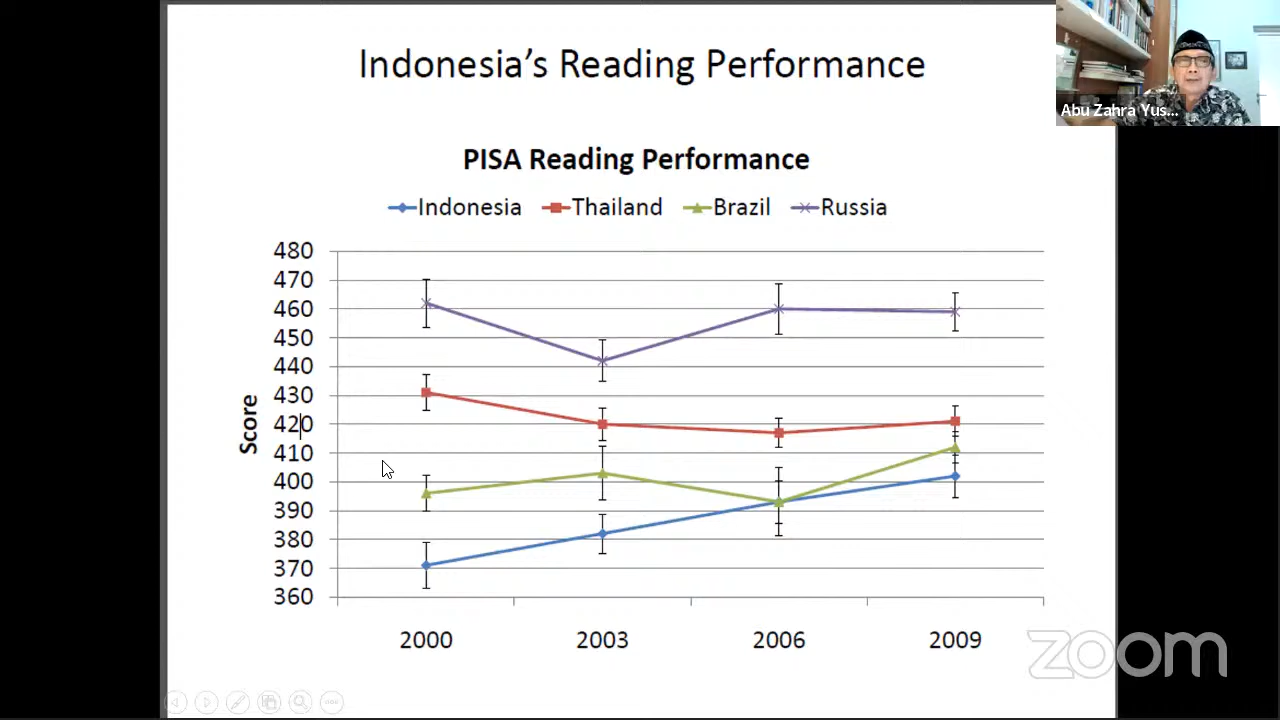 Indonesia's Reading Performance
Abu Zahra Yus...
PISA Reading Performance
Indonesia Thailand Brazil Russia
480
470
460
450
440
430
420
410
400
390
380
370
360
Score
2000 2003 2006 2009
zoom